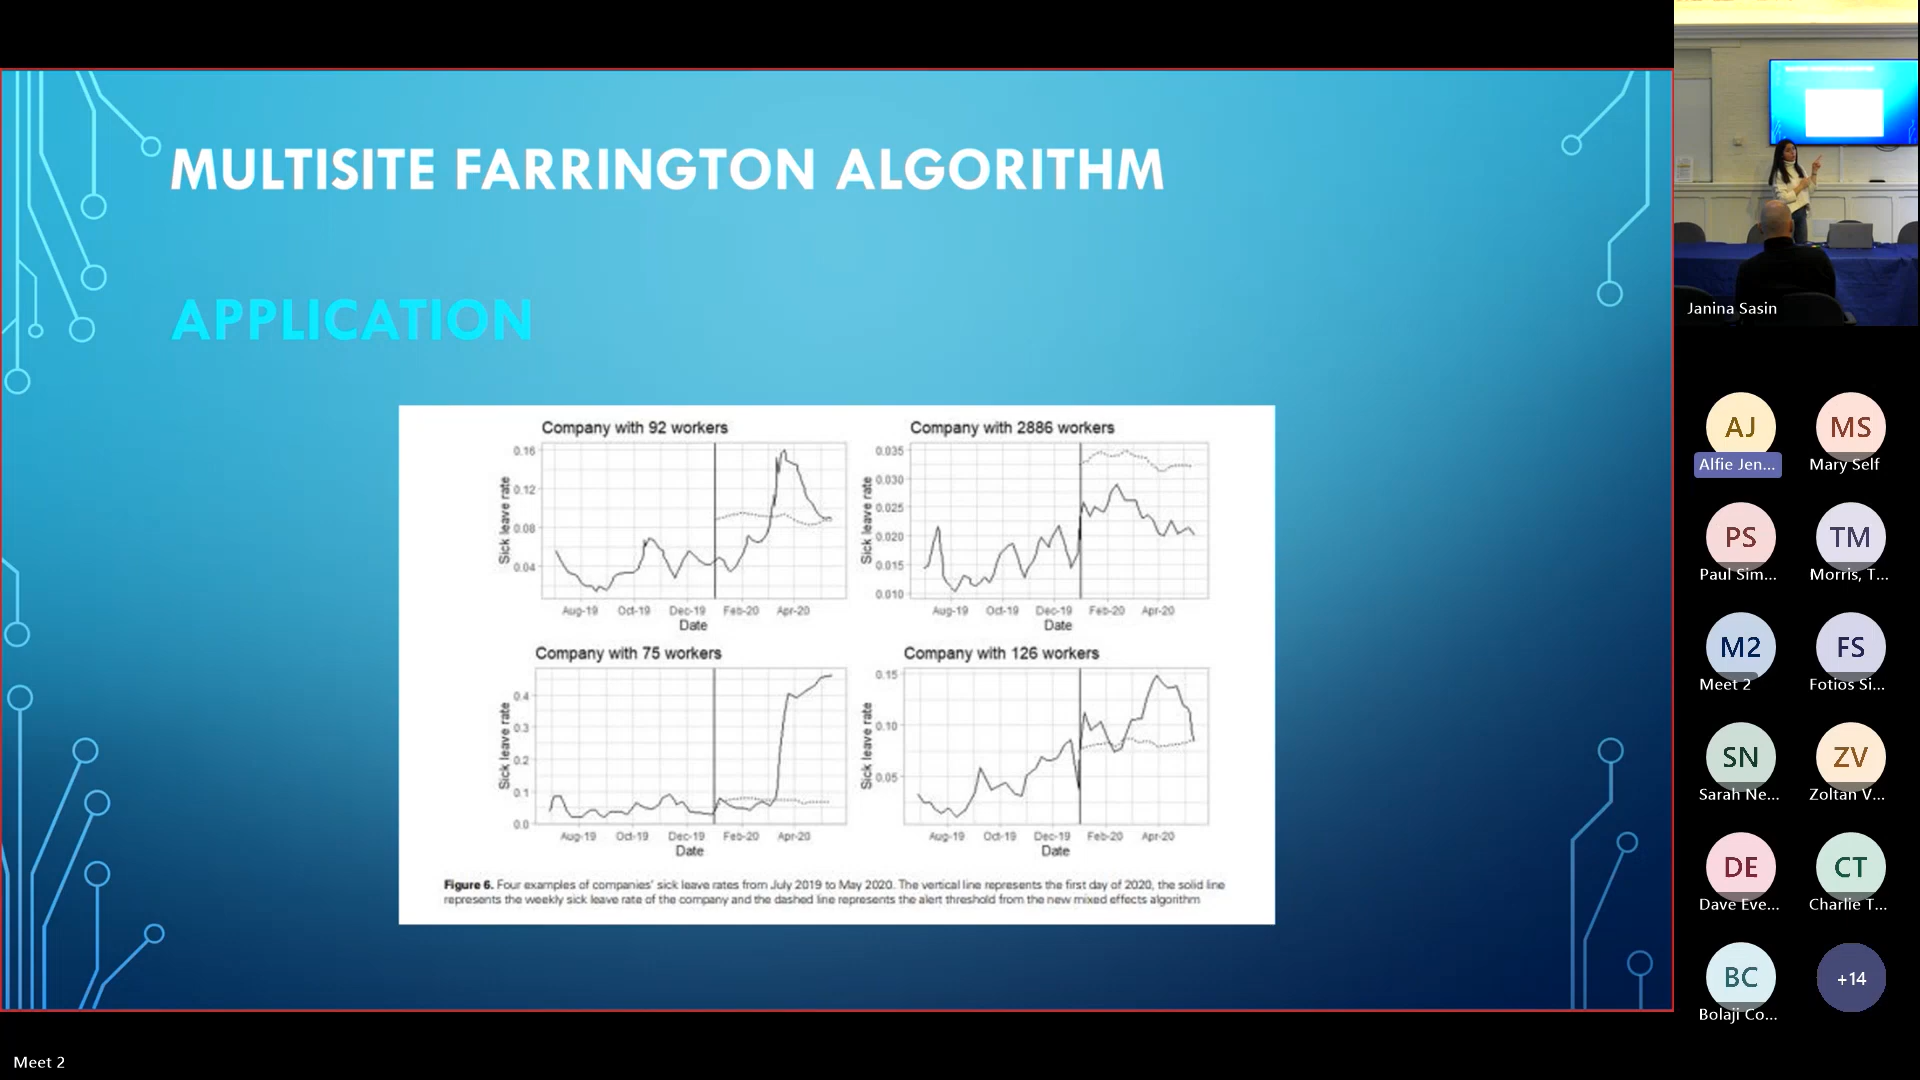 MULTISITE FARRINGTON ALGORITHM
APPLICATION
Company with 92 workers
Sick leave rate
0.16
0.12
0.08
0.04
Aug-19 Oct-19 Dec-19 Feb-20 Apr-20
Date
Company with 2886 workers
Sick leave rate
0.035
0.030
0.025
0.020
0.015
0.010
Aug-19 Oct-19 Dec-19 Feb-20 Apr-20
Date
Company with 75 workers
Sick leave rate
0.4
0.3
0.2
0.1
0.0
Aug-19 Oct-19 Dec-19 Feb-20 Apr-20
Date
Company with 126 workers
Sick leave rate
0.15
0.10
0.05
Aug-19 Oct-19 Dec-19 Feb-20 Apr-20
Date
Figure 6. Four examples of companies' sick leave rates from July 2019 to May 2020. The vertical line represents the first day of 2020, the solid line
represents the weekly sick leave rate of the company and the dashed line represents the alert threshold from the new mixed effects algorithm
Janina Sasin
AJ
Alfie Jen...
MS
Mary Self
PS
Paul Sim...
TM
Morris, T...
M2
Meet 2
FS
Fotios Si...
SN
Sarah Ne...
ZV
Zoltan V...
DE
Dave Eve...
CT
Charlie T...
BC
Bolaji Co...
+14
Meet 2